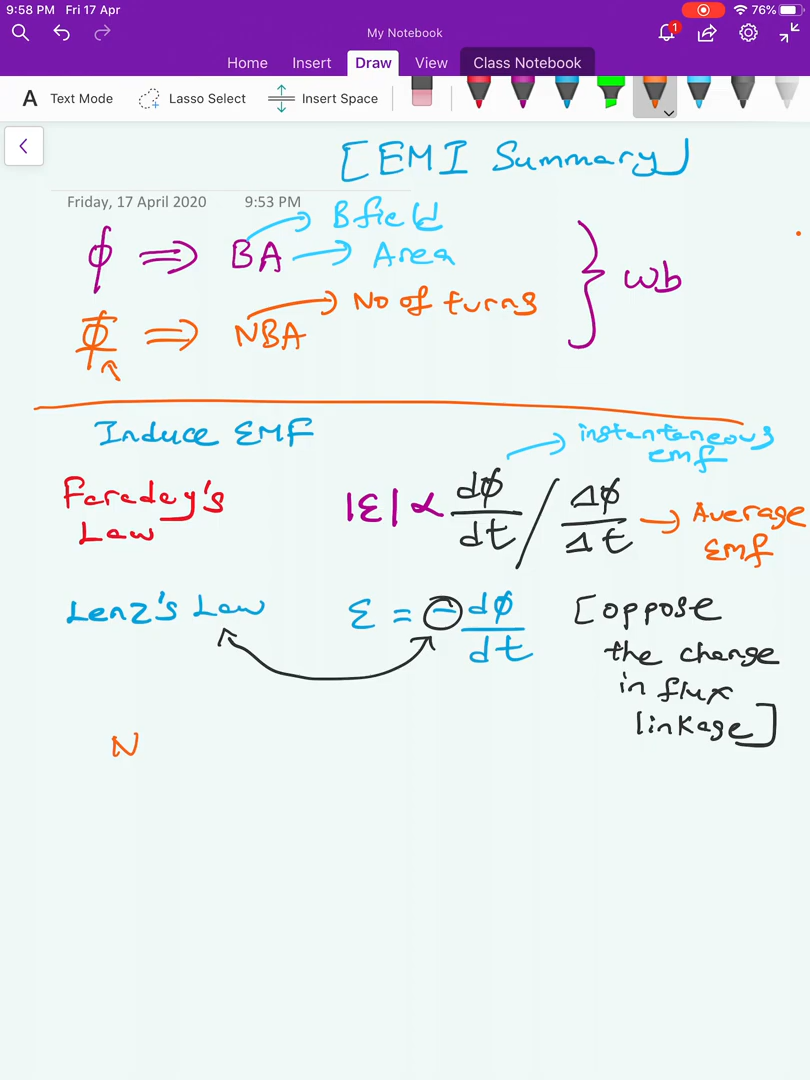 9:58 PM Fri 17 Apr 76%
My Notebook
1
Home Insert Draw View Class Notebook
A Text Mode Lasso Select Insert Space
[EMI Summary]
Friday, 17 April 2020 9:53 PM
B field
ϕ ⇒ BA → Area
} wb
No of turns
Φ ⇒ NBA
Induce EMF
instantaneous
emf
Faraday's
Law
|ε| ∝ dϕ/dt / Δϕ/Δt → Average
Emf
Lenz's Law ε = - dϕ/dt [oppose
the change
in flux
linkage]
N